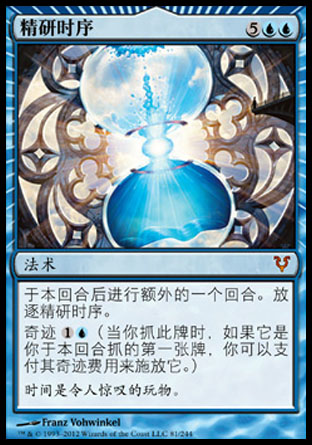 精研时序 5
法术
于本回合后进行额外的一个回合。放
逐精研时序。
奇迹 1（当你抓此牌时，如果它是
你于本回合抓的第一张牌，你可以支
付其奇迹费用来施放它。）
时间是令人惊叹的玩物。
Franz Vohwinkel
™ & © 1993–2012 Wizards of the Coast LLC 81/244